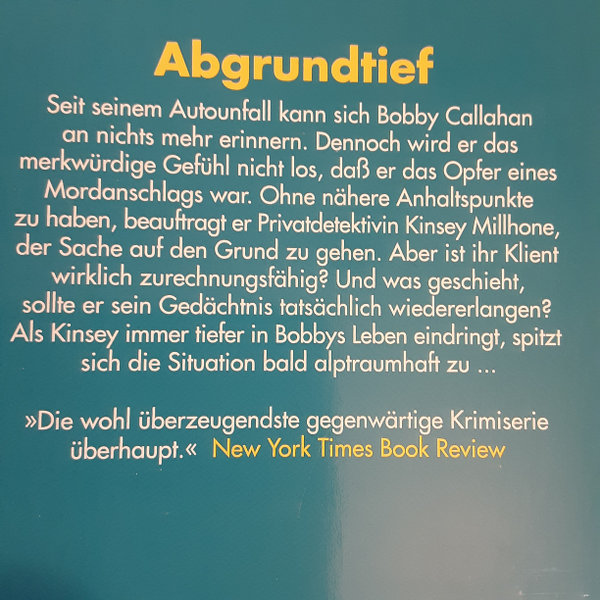 Abgrundtief
Seit seinem Autounfall kann sich Bobby Callahan
an nichts mehr erinnern. Dennoch wird er das
merkwürdige Gefühl nicht los, daß er das Opfer eines
Mordanschlags war. Ohne nähere Anhaltspunkte
zu haben, beauftragt er Privatdetektivin Kinsey Millhone,
der Sache auf den Grund zu gehen. Aber ist ihr Klient
wirklich zurechnungsfähig? Und was geschieht,
sollte er sein Gedächtnis tatsächlich wiedererlangen?
Als Kinsey immer tiefer in Bobbys Leben eindringt, spitzt
sich die Situation bald alptraumhaft zu ...
»Die wohl überzeugendste gegenwärtige Krimiserie
überhaupt.« New York Times Book Review